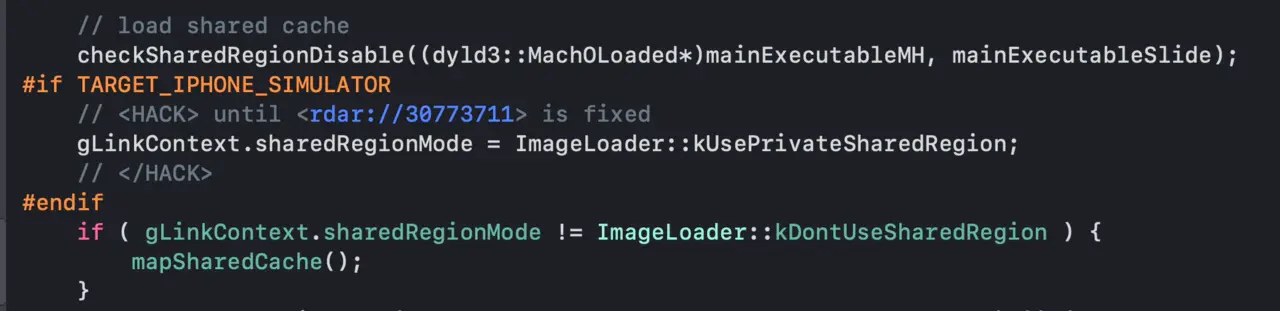 // load shared cache
checkSharedRegionDisable((dyld3::MachOLoaded*)mainExecutableMH, mainExecutableSlide);
#if TARGET_IPHONE_SIMULATOR
// <HACK> until <rdar://30773711> is fixed
gLinkContext.sharedRegionMode = ImageLoader::kUsePrivateSharedRegion;
// </HACK>
#endif
if ( gLinkContext.sharedRegionMode != ImageLoader::kDontUseSharedRegion ) {
mapSharedCache();
}